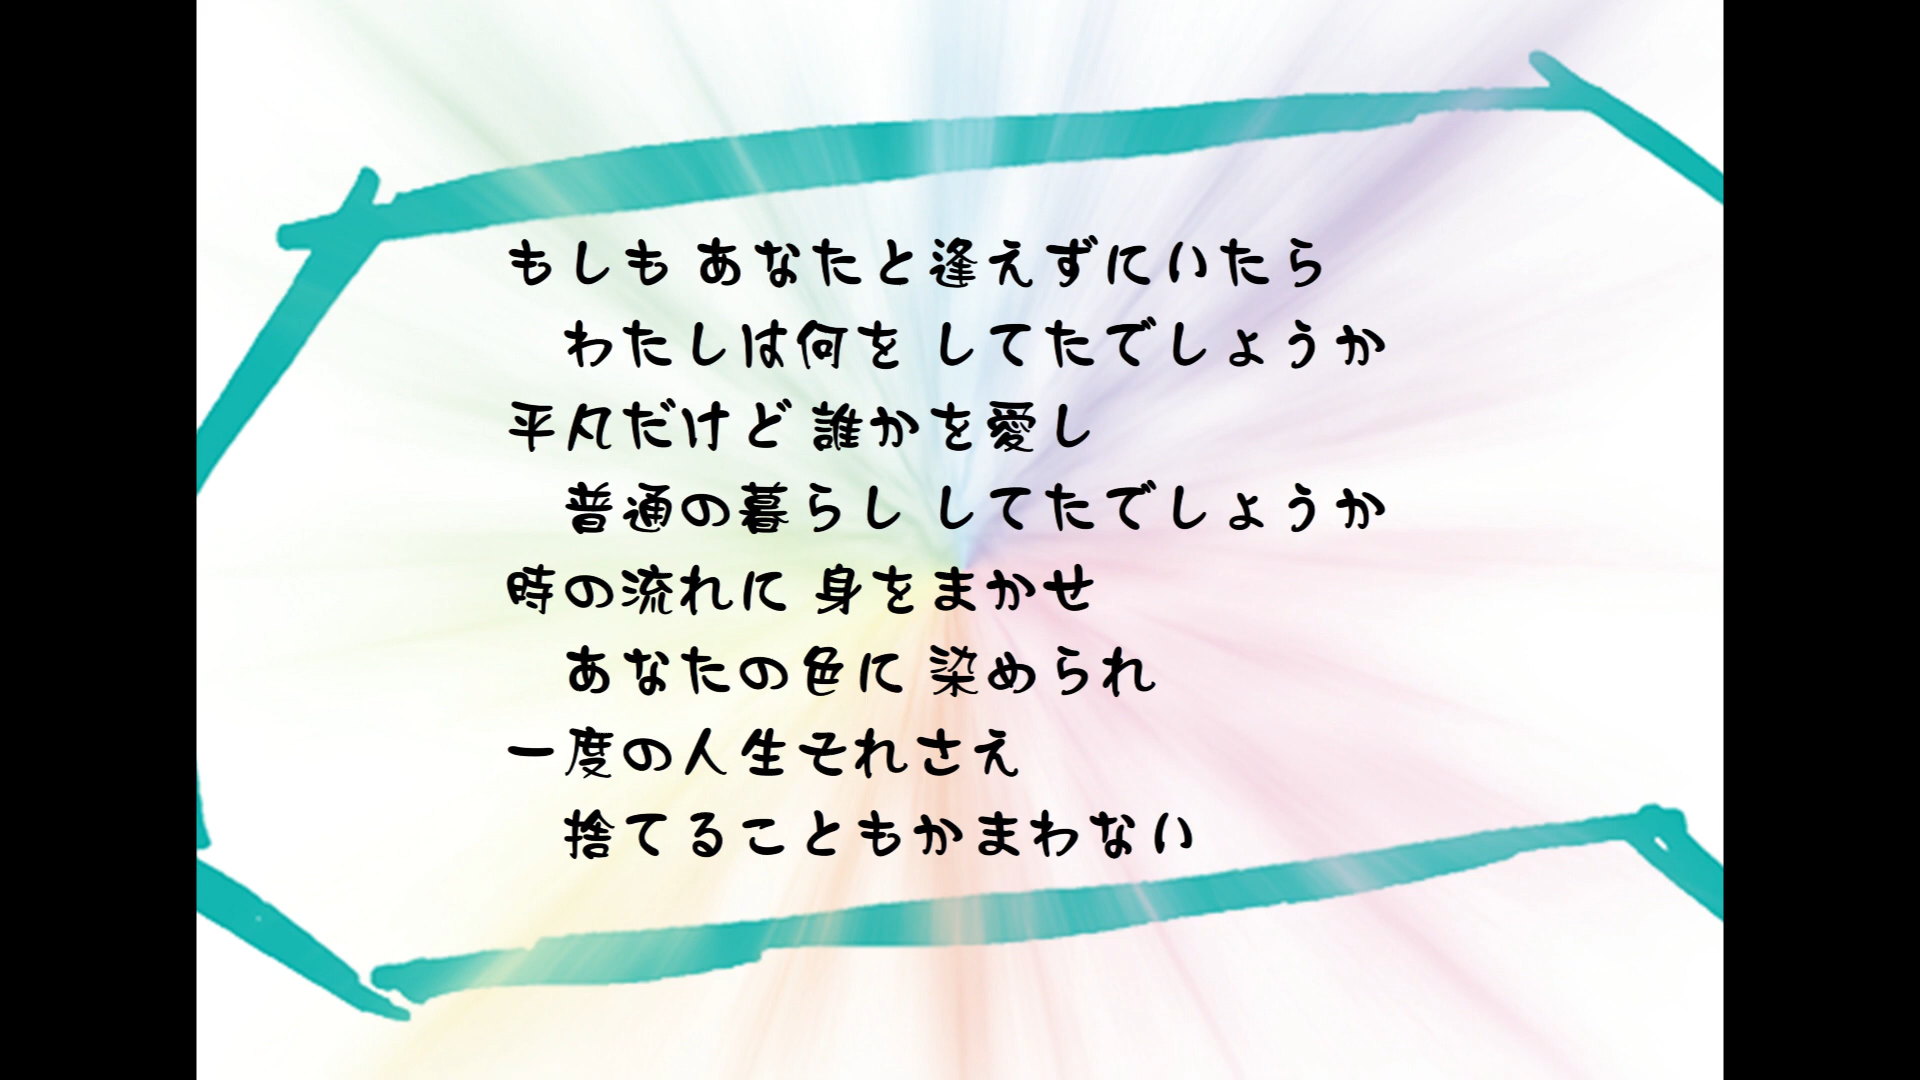 もしも あなたと逢えずにいたら
わたしは何を してたでしょうか
平凡だけど 誰かを愛し
普通の暮らし してたでしょうか
時の流れに 身をまかせ
あなたの色に 染められ
一度の人生それさえ
捨てることもかまわない